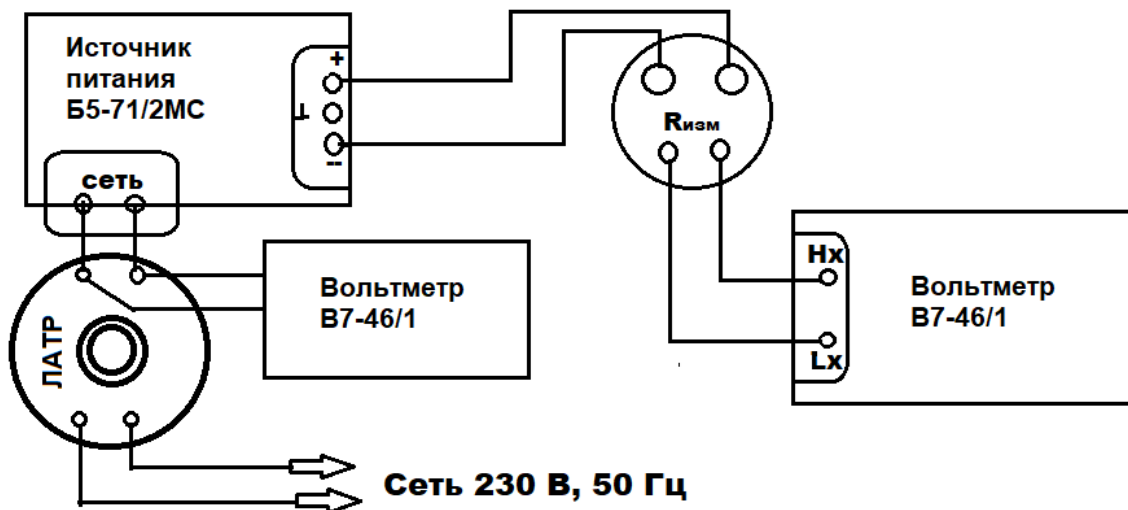 Источник
питания
Б5-71/2МС
+
⊥
--
сеть
Rизм
Вольтметр
В7-46/1
Hx
Lx
Вольтметр
В7-46/1
ЛАТР
Сеть 230 В, 50 Гц